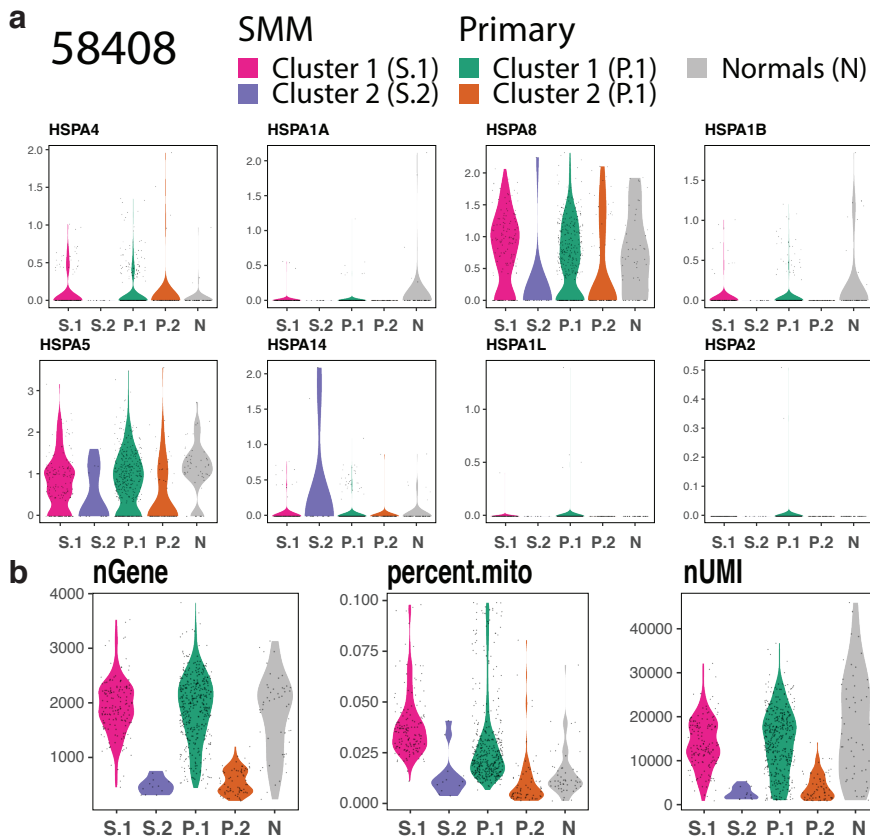 a
58408
SMM
Primary
Cluster 1 (S.1)
Cluster 1 (P.1)
Normals (N)
Cluster 2 (S.2)
Cluster 2 (P.1)
HSPA4
HSPA1A
HSPA8
HSPA1B
2.0
1.5
1.0
0.5
0.0
2.0
1.5
1.0
0.5
0.0
2.0
1.5
1.0
0.5
0.0
2.0
1.5
1.0
0.5
0.0
S.1 S.2 P.1 P.2 N
S.1 S.2 P.1 P.2 N
S.1 S.2 P.1 P.2 N
S.1 S.2 P.1 P.2 N
HSPA5
HSPA14
HSPA1L
HSPA2
3
2
1
0
2.0
1.5
1.0
0.5
0.0
1.0
0.5
0.0
0.5
0.4
0.3
0.2
0.1
0.0
S.1 S.2 P.1 P.2 N
S.1 S.2 P.1 P.2 N
S.1 S.2 P.1 P.2 N
S.1 S.2 P.1 P.2 N
b
nGene
percent.mito
nUMI
4000
3000
2000
1000
0.100
0.075
0.050
0.025
0.000
40000
30000
20000
10000
0
S.1 S.2 P.1 P.2 N
S.1 S.2 P.1 P.2 N
S.1 S.2 P.1 P.2 N